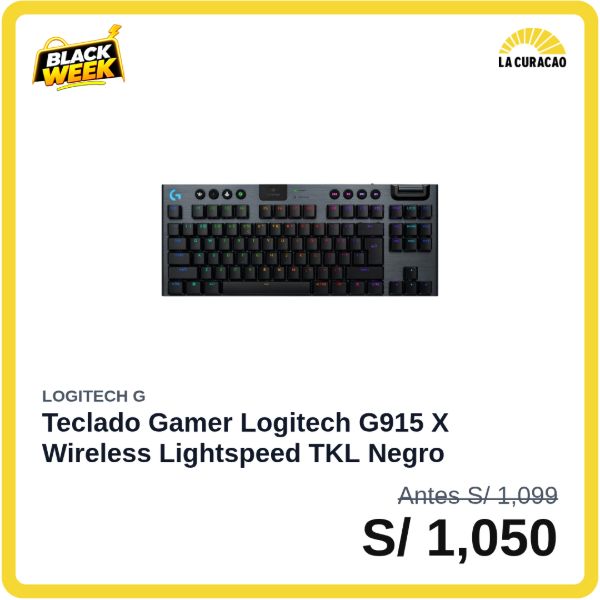 BLACK
WEEK
LA CURACAO
LOGITECH G
Teclado Gamer Logitech G915 X
Wireless Lightspeed TKL Negro
Antes S/ 1,099
S/ 1,050